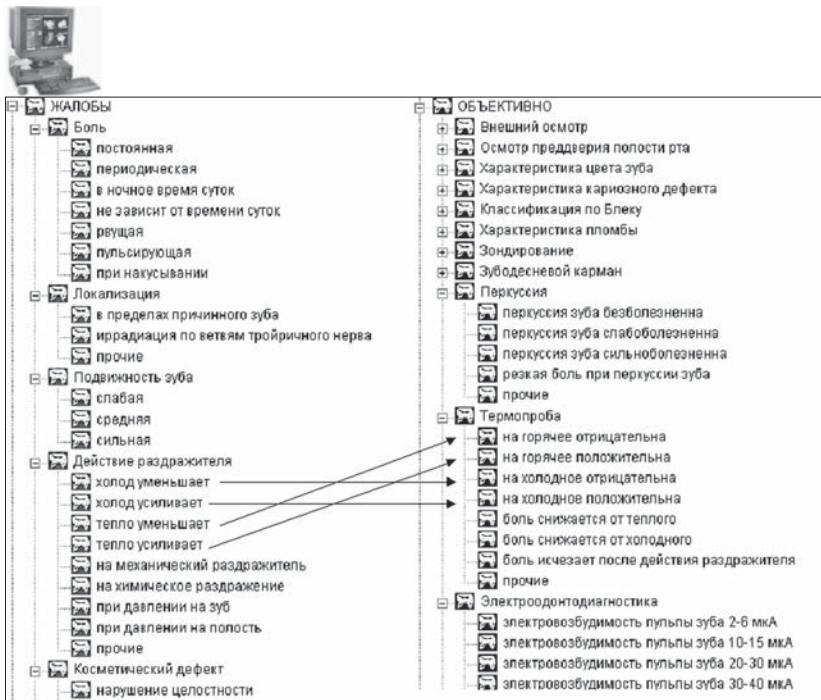 ЖАЛОБЫ
Боль
постоянная
периодическая
в ночное время суток
не зависит от времени суток
рвущая
пульсирующая
при накусывании
Локализация
в пределах причинного зуба
иррадиация по ветвям тройричного нерва
прочие
Подвижность зуба
слабая
средняя
сильная
Действие раздражителя
холод уменьшает
холод усиливает
тепло уменьшает
тепло усиливает
на механический раздражитель
на химическое раздражение
при давлении на зуб
при давлении на полость
прочие
Косметический дефект
нарушение целостности
ОБЪЕКТИВНО
Внешний осмотр
Осмотр преддверия полости рта
Характеристика цвета зуба
Характеристика кариозного дефекта
Классификация по Блеку
Характеристика пломбы
Зондирование
Зубодесневой карман
Перкуссия
перкуссия зуба безболезненна
перкуссия зуба слабоболезненна
перкуссия зуба сильноболезненна
резкая боль при перкуссии зуба
прочие
Термопроба
на горячее отрицательна
на горячее положительна
на холодное отрицательна
на холодное положительна
боль снижается от теплого
боль снижается от холодного
боль исчезает после действия раздражителя
прочие
Электроодонтодиагностика
электровозбудимость пульпы зуба 2-6 мкА
электровозбудимость пульпы зуба 10-15 мкА
электровозбудимость пульпы зуба 20-30 мкА
электровозбудимость пульпы зуба 30-40 мкА